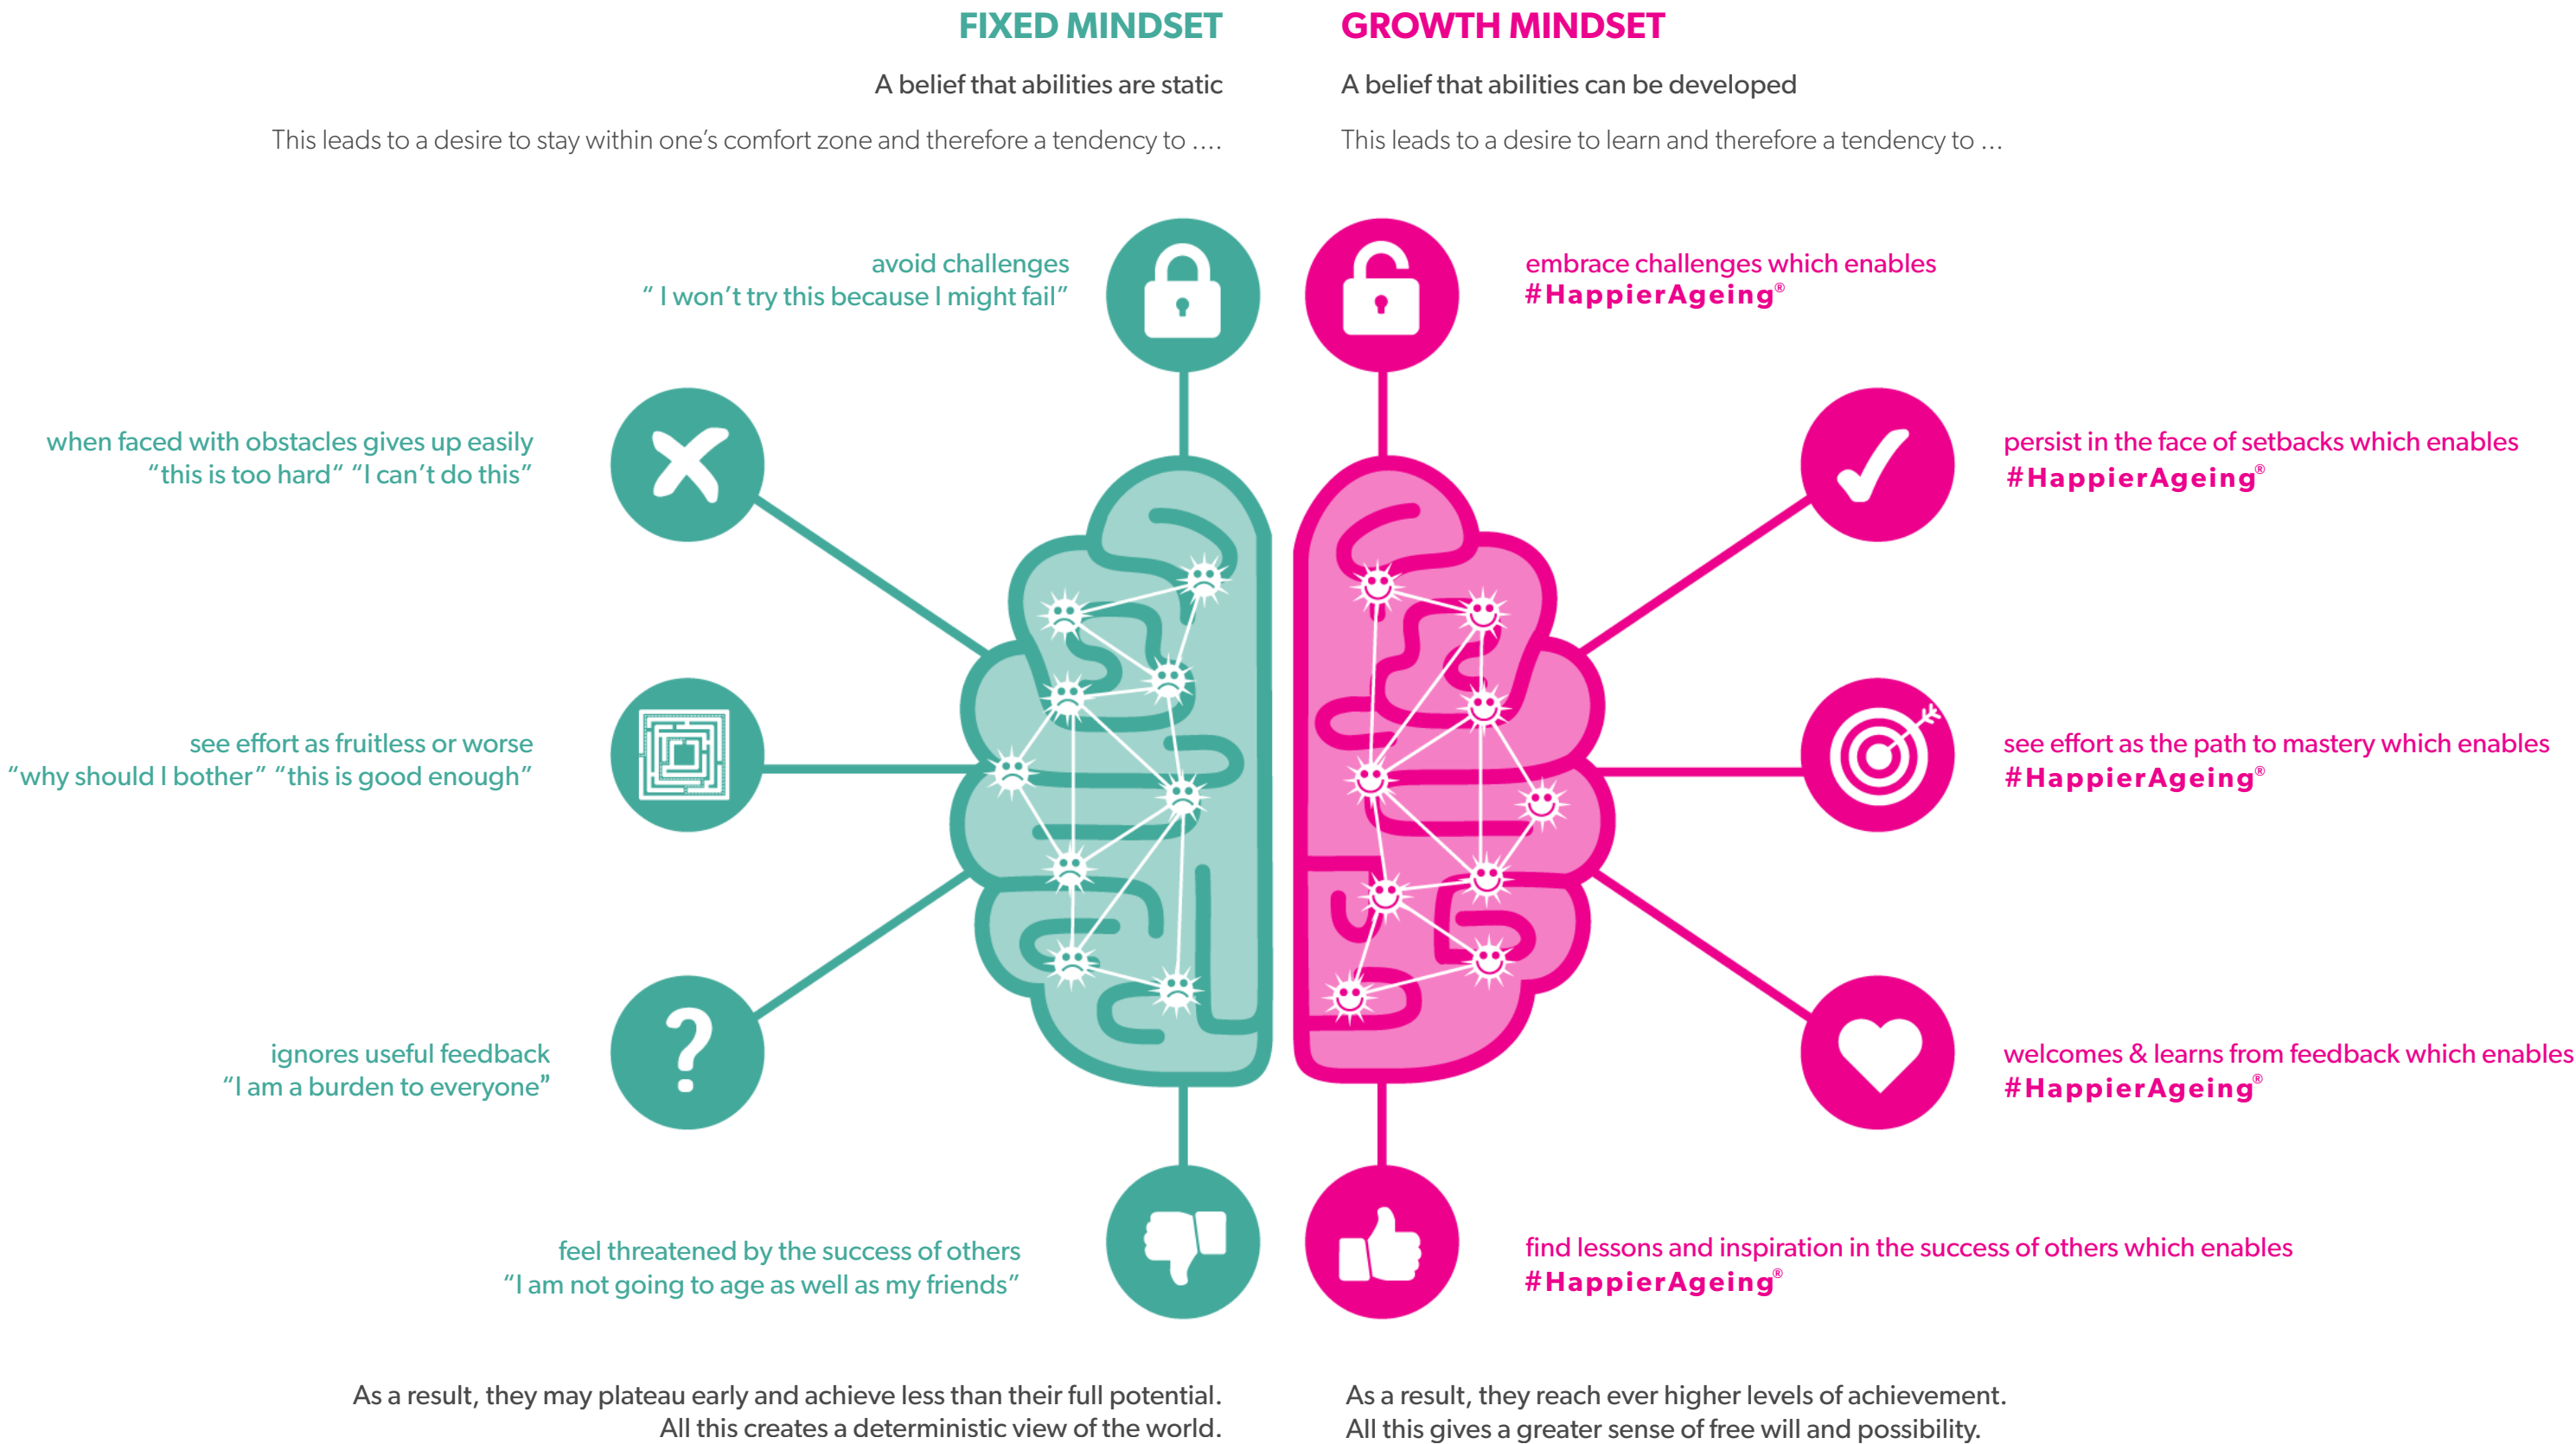 FIXED MINDSET
A belief that abilities are static
This leads to a desire to stay within one’s comfort zone and therefore a tendency to ....
avoid challenges
“ I won’t try this because I might fail”
when faced with obstacles gives up easily
“this is too hard“ “I can’t do this”
see effort as fruitless or worse
“why should I bother” “this is good enough”
ignores useful feedback
“I am a burden to everyone”
feel threatened by the success of others
“I am not going to age as well as my friends”
As a result, they may plateau early and achieve less than their full potential.
All this creates a deterministic view of the world.
GROWTH MINDSET
A belief that abilities can be developed
This leads to a desire to learn and therefore a tendency to ...
embrace challenges which enables
#HappierAgeing®
persist in the face of setbacks which enables
#HappierAgeing®
see effort as the path to mastery which enables
#HappierAgeing®
welcomes & learns from feedback which enables
#HappierAgeing®
find lessons and inspiration in the success of others which enables
#HappierAgeing®
As a result, they reach ever higher levels of achievement.
All this gives a greater sense of free will and possibility.